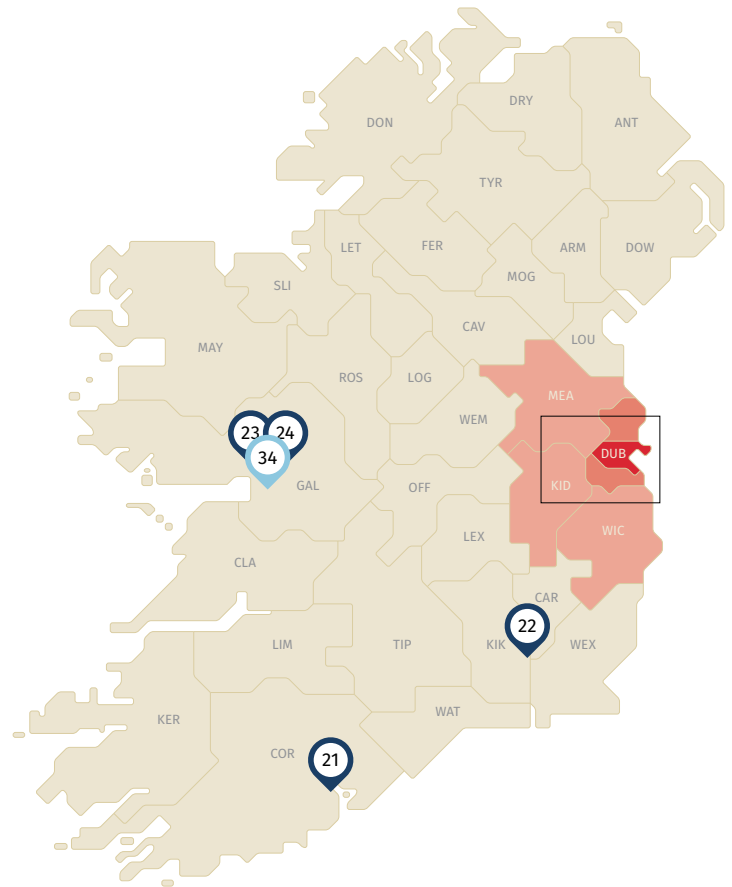 DRY
DON
ANT
TYR
LET
FER
ARM
DOW
SLI
MOG
CAV
LOU
MAY
ROS
LOG
MEA
WEM
23
24
DUB
34
GAL
OFF
KID
LEX
WIC
CLA
CAR
22
LIM
TIP
KIK
WEX
KER
WAT
COR
21